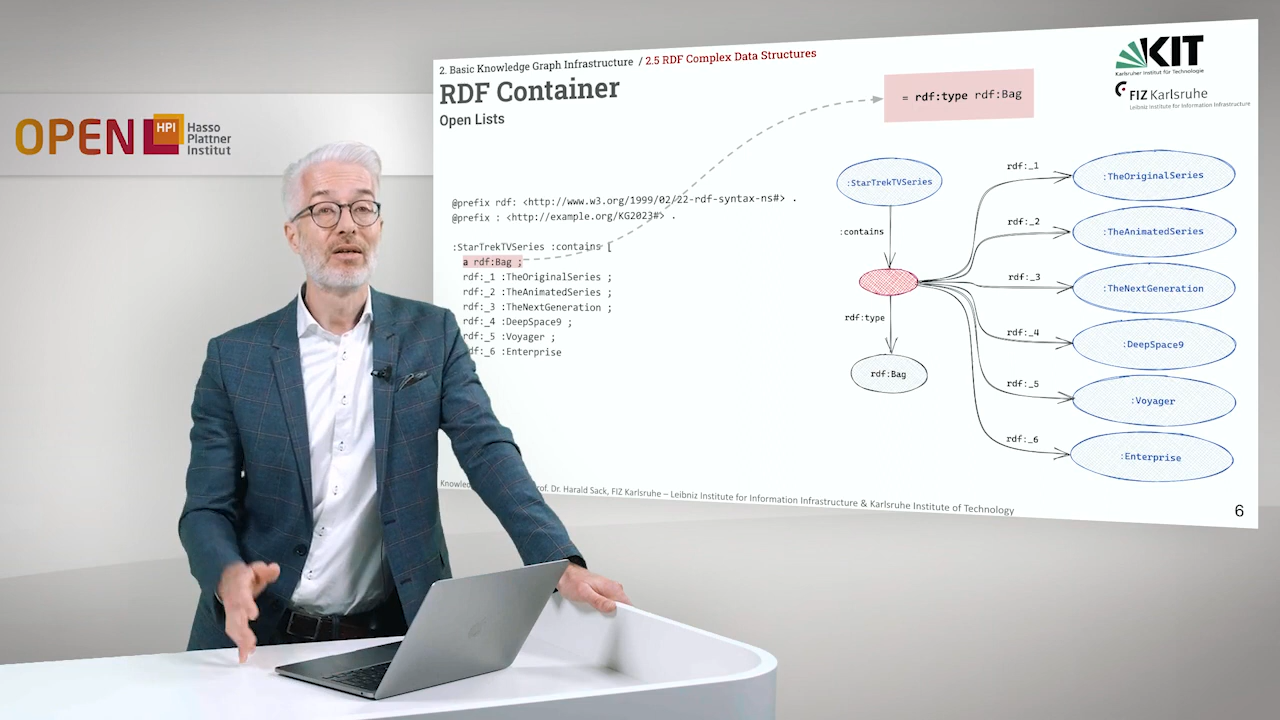 OPEN HPI Hasso
Plattner
Institut
2. Basic Knowledge Graph Infrastructure / 2.5 RDF Complex Data Structures
RDF Container
Open Lists
KIT
Karlsruher Institut für Technologie
FIZ Karlsruhe
Leibniz Institute for Information Infrastructure
= rdf:type rdf:Bag
@prefix rdf: <http://www.w3.org/1999/02/22-rdf-syntax-ns#> .
@prefix : <http://example.org/KG2023#> .
:StarTrekTVSeries :contains [
a rdf:Bag ;
rdf:_1 :TheOriginalSeries ;
rdf:_2 :TheAnimatedSeries ;
rdf:_3 :TheNextGeneration ;
rdf:_4 :DeepSpace9 ;
rdf:_5 :Voyager ;
df:_6 :Enterprise
:StarTrekTVSeries
:contains
rdf:type
rdf:Bag
rdf:_1
:TheOriginalSeries
rdf:_2
:TheAnimatedSeries
rdf:_3
:TheNextGeneration
rdf:_4
:DeepSpace9
rdf:_5
:Voyager
rdf:_6
:Enterprise
Dr. Harald Sack, FIZ Karlsruhe – Leibniz Institute for Information Infrastructure & Karlsruhe Institute of Technology
6